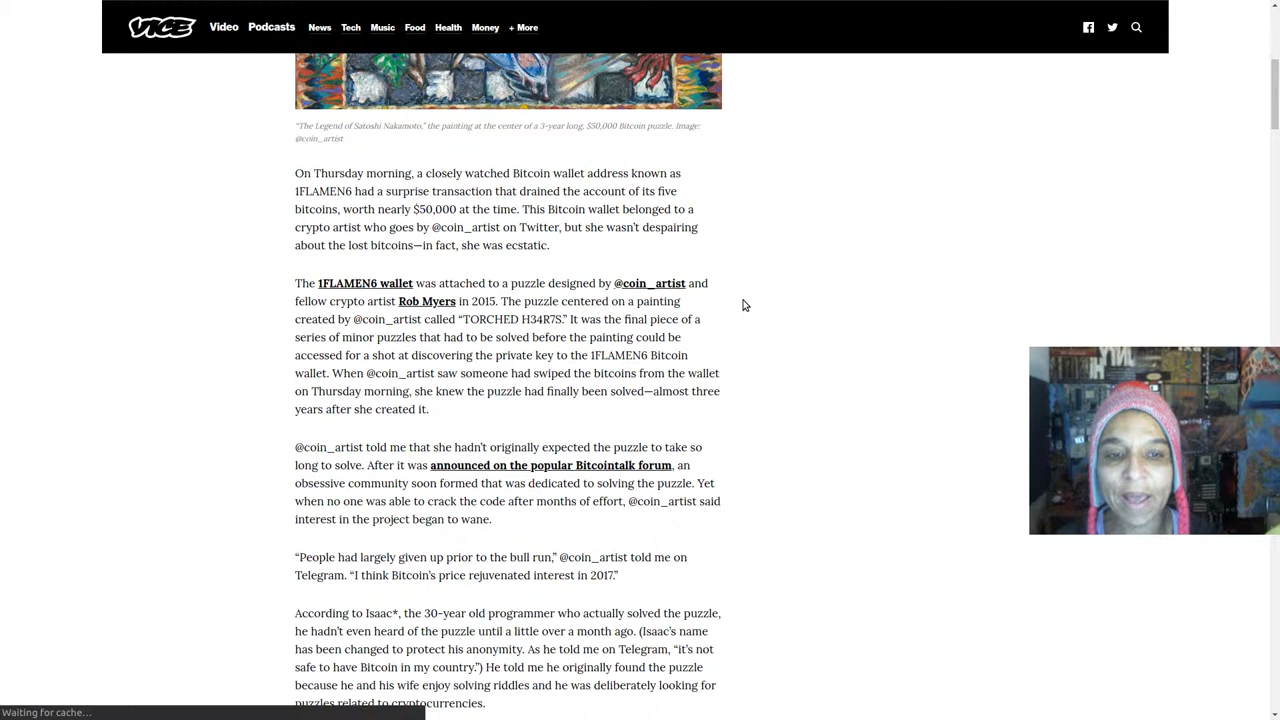 VICE Video Podcasts News Tech Music Food Health Money + More
“The Legend of Satoshi Nakamoto,” the painting at the center of a 3-year long, $50,000 Bitcoin puzzle. Image:
@coin_artist
On Thursday morning, a closely watched Bitcoin wallet address known as
1FLAMEN6 had a surprise transaction that drained the account of its five
bitcoins, worth nearly $50,000 at the time. This Bitcoin wallet belonged to a
crypto artist who goes by @coin_artist on Twitter, but she wasn’t despairing
about the lost bitcoins—in fact, she was ecstatic.
The 1FLAMEN6 wallet was attached to a puzzle designed by @coin_artist and
fellow crypto artist Rob Myers in 2015. The puzzle centered on a painting
created by @coin_artist called “TORCHED H34R7S.” It was the final piece of a
series of minor puzzles that had to be solved before the painting could be
accessed for a shot at discovering the private key to the 1FLAMEN6 Bitcoin
wallet. When @coin_artist saw someone had swiped the bitcoins from the wallet
on Thursday morning, she knew the puzzle had finally been solved—almost three
years after she created it.
@coin_artist told me that she hadn’t originally expected the puzzle to take so
long to solve. After it was announced on the popular Bitcointalk forum, an
obsessive community soon formed that was dedicated to solving the puzzle. Yet
when no one was able to crack the code after months of effort, @coin_artist said
interest in the project began to wane.
“People had largely given up prior to the bull run,” @coin_artist told me on
Telegram. “I think Bitcoin’s price rejuvenated interest in 2017.”
According to Isaac*, the 30-year old programmer who actually solved the puzzle,
he hadn’t even heard of the puzzle until a little over a month ago. (Isaac’s name
has been changed to protect his anonymity. As he told me on Telegram, “it’s not
safe to have Bitcoin in my country.”) He told me he originally found the puzzle
because he and his wife enjoy solving riddles and he was deliberately looking for
puzzles related to cryptocurrencies.
Waiting for cache…